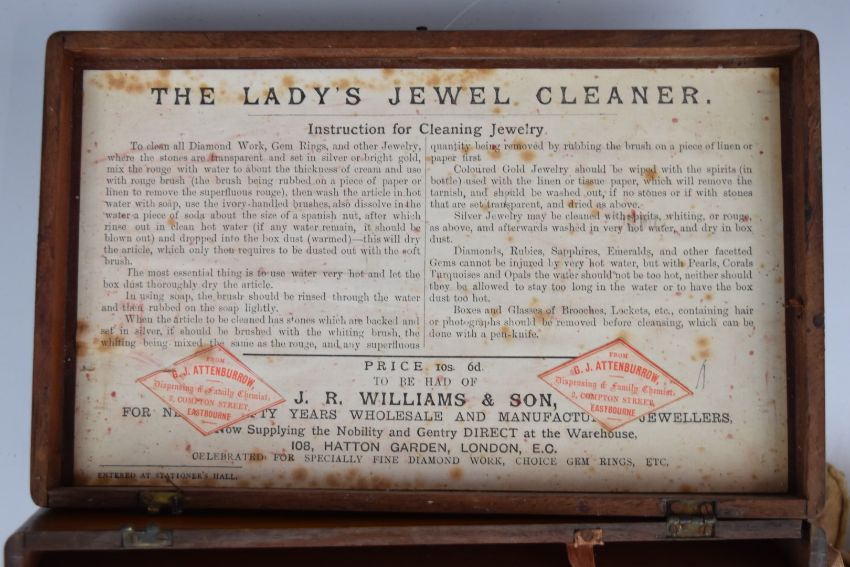 THE LADY'S JEWEL CLEANER.
Instruction for Cleaning Jewelry.
To clean all Diamond Work, Gem Rings, and other Jewelry,
where the stones are transparent and set in silver or bright gold,
mix the rouge with water to about the thickness of cream and use
with rouge brush (the brush being rubbed on a piece of paper or
linen to remove the superfluous rouge), then wash the article in hot
water with soap, use the ivory-handled brushes, also dissolve in the
water a piece of soda about the size of a spanish nut, after which
rinse out in clean hot water (if any water remain, it should be
blown out) and dropped into the box dust (warmed)—this will dry
the article, which only then requires to be dusted out with the soft
brush.
The most essential thing is to use water very hot and let the
box dust thoroughly dry the article.
In using soap, the brush should be rinsed through the water
and then rubbed on the soap lightly.
When the article to be cleaned has stones which are backed and
set in silver, it should be brushed with the whiting brush, the
whiting being mixed the same as the rouge, and any superfluous
quantity being removed by rubbing the brush on a piece of linen or
paper first
Coloured Gold Jewelry should be wiped with the spirits (in
bottle) used with the linen or tissue paper, which will remove the
tarnish, and should be washed out, if no stones or if with stones
that are set transparent, and dried as above.
Silver Jewelry may be cleaned with spirits, whiting, or rouge,
as above, and afterwards washed in very hot water, and dry in box
dust.
Diamonds, Rubies, Sapphires, Emeralds, and other facetted
Gems cannot be injured by very hot water, but with Pearls, Corals
Turquoises and Opals the water should not be too hot, neither should
they be allowed to stay too long in the water or to have the box
dust too hot.
Boxes and Glasses of Brooches, Lockets, etc., containing hair
or photographs should be removed before cleansing, which can be
done with a pen-knife.
PRICE 10s. 6d.
TO BE HAD OF
J. R. WILLIAMS & SON,
FOR YEARS WHOLESALE AND JEWELLERS,
Now Supplying the Nobility and Gentry DIRECT at the Warehouse,
108, HATTON GARDEN, LONDON, E.C.
CELEBRATED FOR SPECIALLY FINE DIAMOND WORK, CHOICE GEM RINGS, ETC.
ENTERED AT STATIONER'S HALL.
FROM
G. J. ATTENBURROW,
Dispensing & Family Chemist,
2, COMPTON STREET,
EASTBOURNE
FROM
G. J. ATTENBURROW,
Dispensing & Family Chemist,
2, COMPTON STREET,
EASTBOURNE